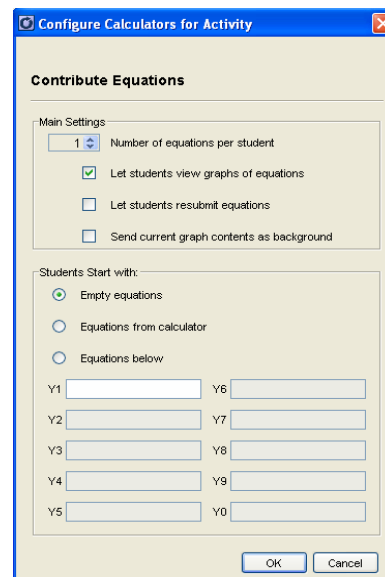 Configure Calculators for Activity
Contribute Equations
Main Settings
1 Number of equations per student
Let students view graphs of equations
Let students resubmit equations
Send current graph contents as background
Students Start with:
Empty equations
Equations from calculator
Equations below
Y1 Y6
Y2 Y7
Y3 Y8
Y4 Y9
Y5 Y0
OK Cancel